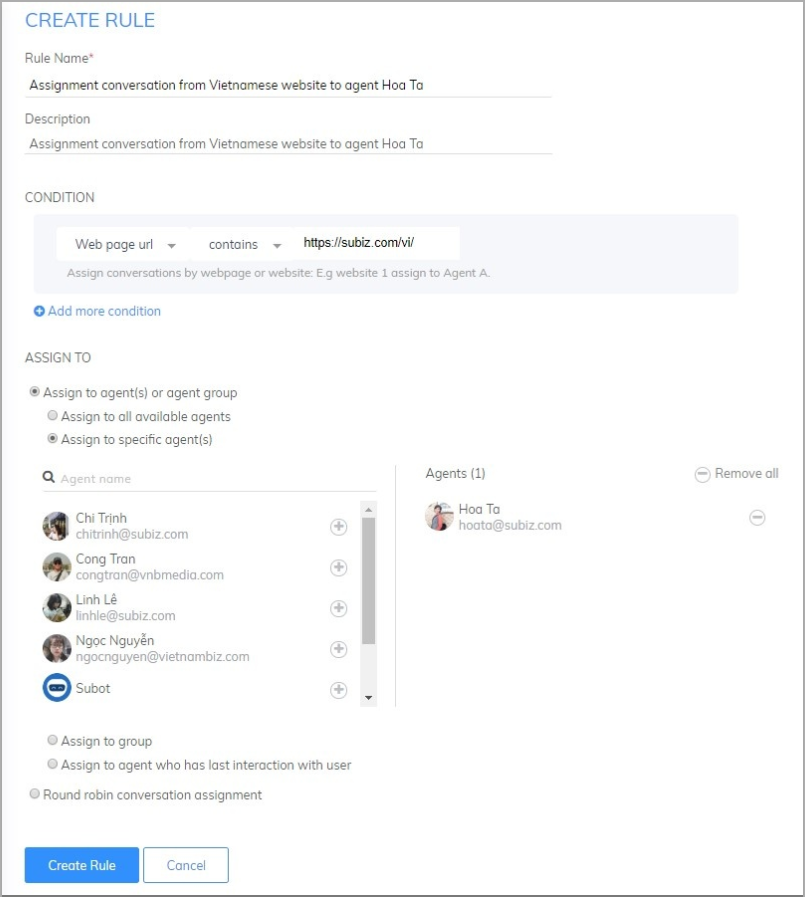 CREATE RULE
Rule Name*
Assignment conversation from Vietnamese website to agent Hoa Ta
Description
Assignment conversation from Vietnamese website to agent Hoa Ta
CONDITION
Web page url contains https://subiz.com/vi/
Assign conversations by webpage or website: E.g website 1 assign to Agent A.
Add more condition
ASSIGN TO
Assign to agent(s) or agent group
Assign to all available agents
Assign to specific agent(s)
Agent name
Chi Trịnh
chitrinh@subiz.com
Cong Tran
congtran@vnbmedia.com
Linh Lê
linhle@subiz.com
Ngọc Nguyễn
ngocnguyen@vietnambiz.com
Subot
Agents (1) Remove all
Hoa Ta
hoata@subiz.com
Assign to group
Assign to agent who has last interaction with user
Round robin conversation assignment
Create Rule Cancel